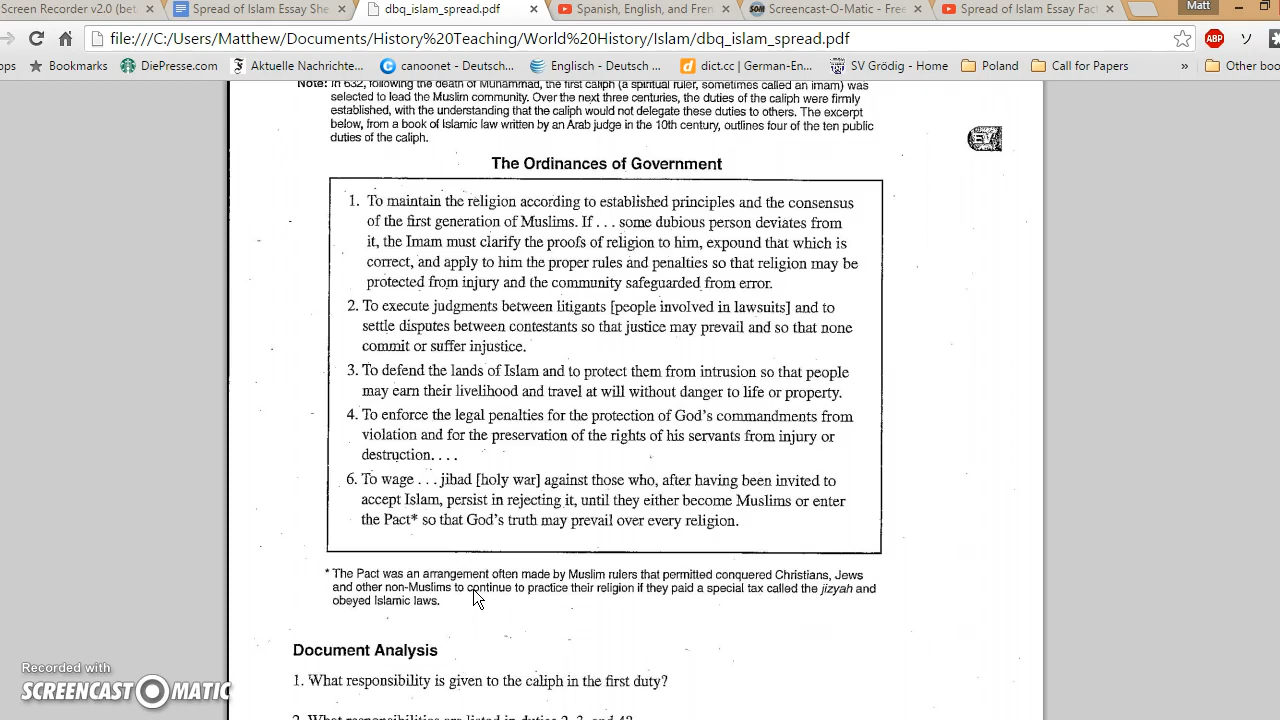 Screen Recorder v2.0 (bet
Spread of Islam Essay She
dbq_islam_spread.pdf
Spanish, English, and Fren
Screencast-O-Matic - Free
Spread of Islam Essay Fact
Matt
file:///C:/Users/Matthew/Documents/History%20Teaching/World%20History/Islam/dbq_islam_spread.pdf
ABP
ops
Bookmarks
DiePresse.com
Aktuelle Nachrichte...
canoonet - Deutsch...
Englisch - Deutsch ...
dict.cc | German-En...
SV Grödig - Home
Poland
Call for Papers
»
Other boo
Note: In 632, following the death of Muhammad, the first caliph (a spiritual ruler, sometimes called an imam) was
selected to lead the Muslim community. Over the next three centuries, the duties of the caliph were firmly
established, with the understanding that the caliph would not delegate these duties to others. The excerpt
below, from a book of Islamic law written by an Arab judge in the 10th century, outlines four of the ten public
duties of the caliph.
The Ordinances of Government
1. To maintain the religion according to established principles and the consensus
of the first generation of Muslims. If . . . some dubious person deviates from
it, the Imam must clarify the proofs of religion to him, expound that which is
correct, and apply to him the proper rules and penalties so that religion may be
protected from injury and the community safeguarded from error.
2. To execute judgments between litigants [people involved in lawsuits] and to
settle disputes between contestants so that justice may prevail and so that none
commit or suffer injustice.
3. To defend the lands of Islam and to protect them from intrusion so that people
may earn their livelihood and travel at will without danger to life or property.
4. To enforce the legal penalties for the protection of God's commandments from
violation and for the preservation of the rights of his servants from injury or
destruction. . . .
6. To wage . . . jihad [holy war] against those who, after having been invited to
accept Islam, persist in rejecting it, until they either become Muslims or enter
the Pact* so that God's truth may prevail over every religion.
* The Pact was an arrangement often made by Muslim rulers that permitted conquered Christians, Jews
and other non-Muslims to continue to practice their religion if they paid a special tax called the jizyah and
obeyed Islamic laws.
Document Analysis
1. What responsibility is given to the caliph in the first duty?
2. What responsibilities are listed in duties 2, 3, and 4?
Recorded with
SCREENCAST O MATIC